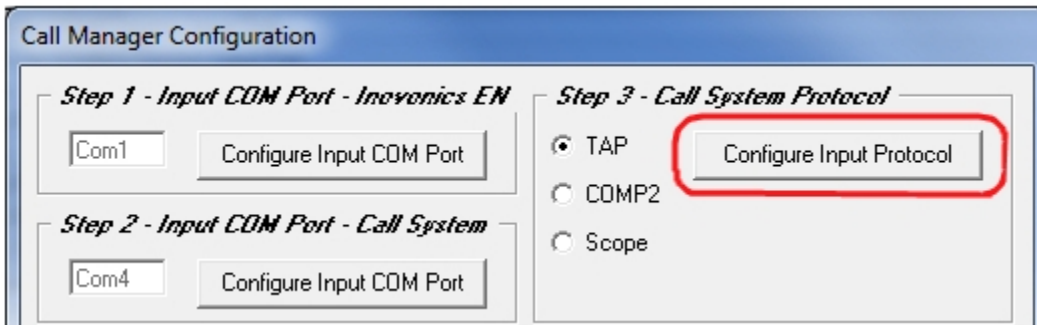 Call Manager Configuration
Step 1 - Input COM Port - Inovonics EN
Com1
Configure Input COM Port
Step 2 - Input COM Port - Call System
Com4
Configure Input COM Port
Step 3 - Call System Protocol
TAP
Configure Input Protocol
COMP2
Scope